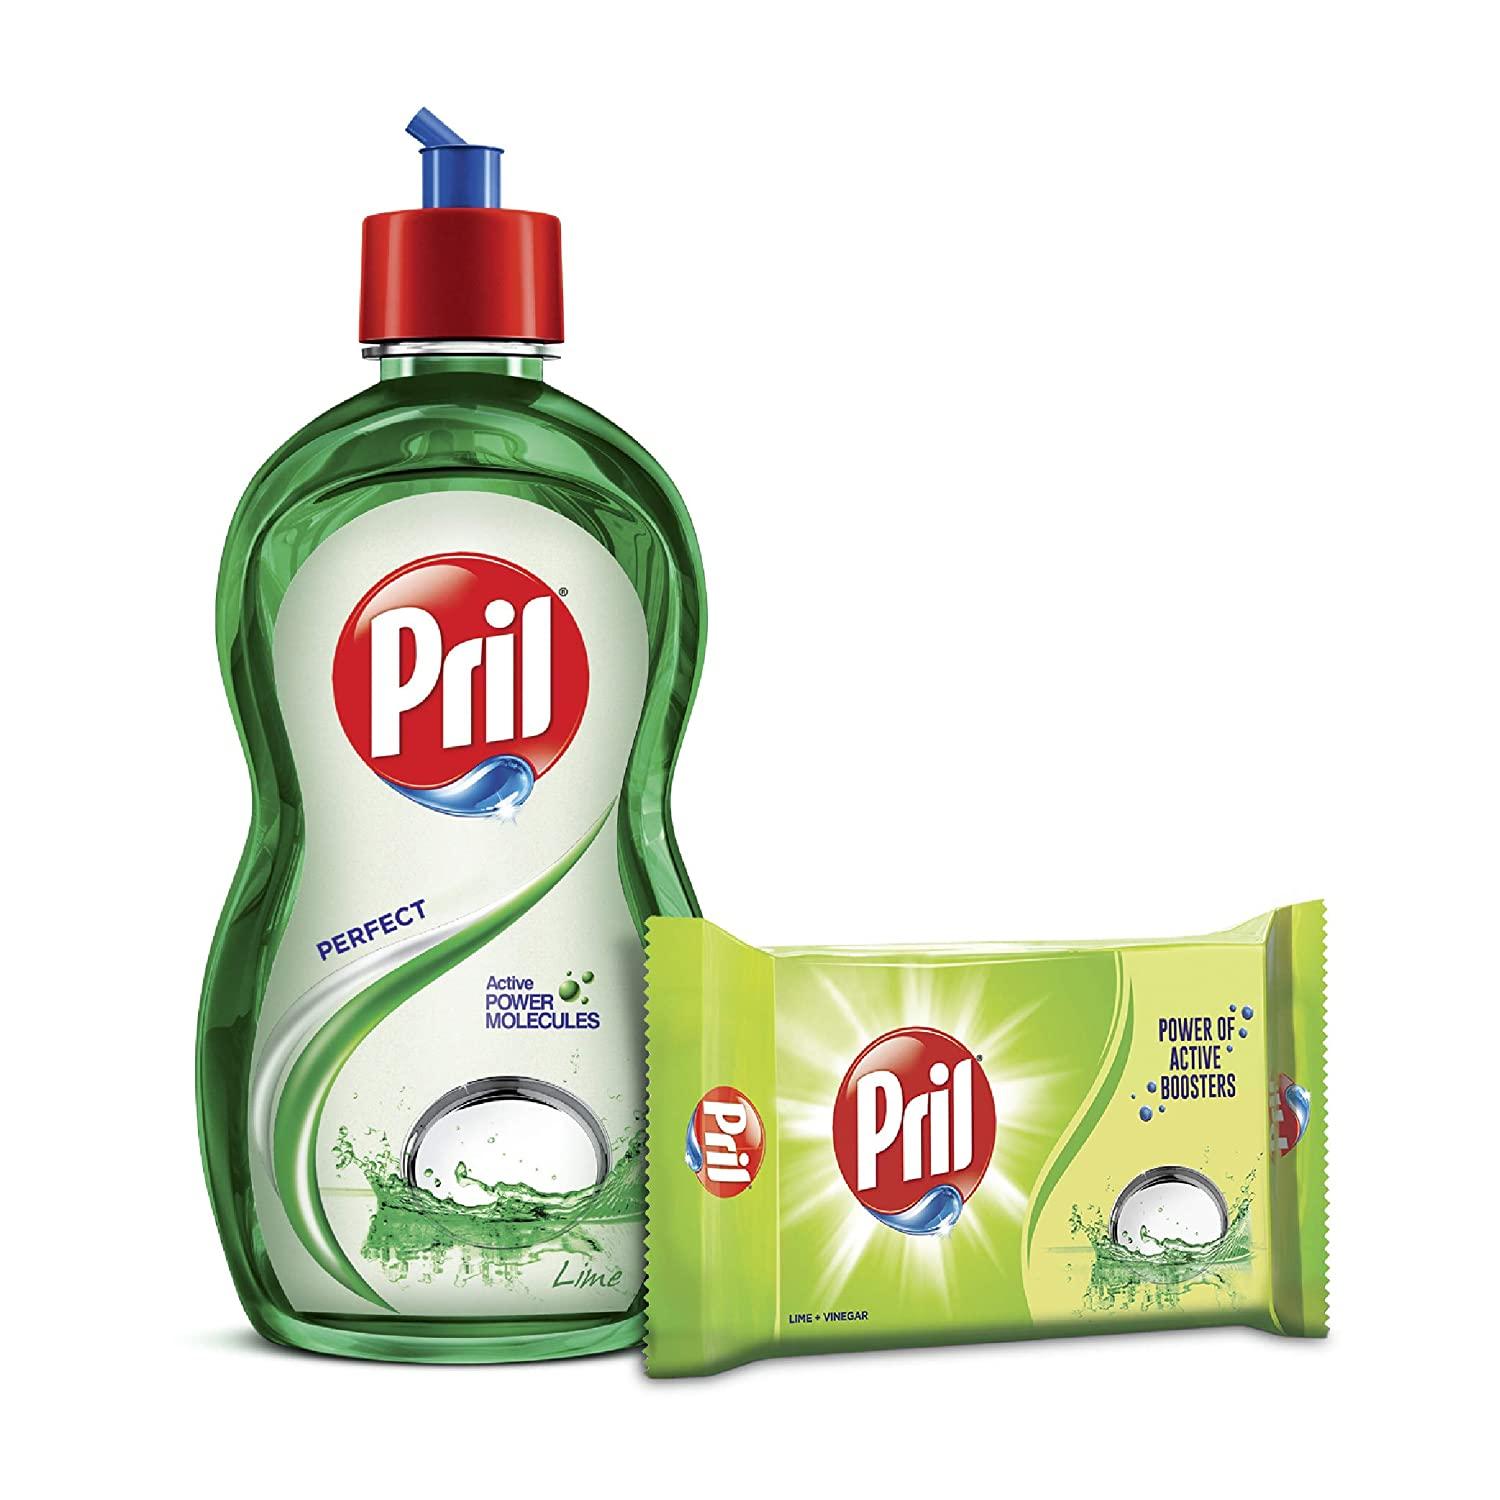 Pril
®
PERFECT
Active
POWER
MOLECULES
Lime
Pril
Pril
®
POWER OF
ACTIVE
BOOSTERS
LIME + VINEGAR